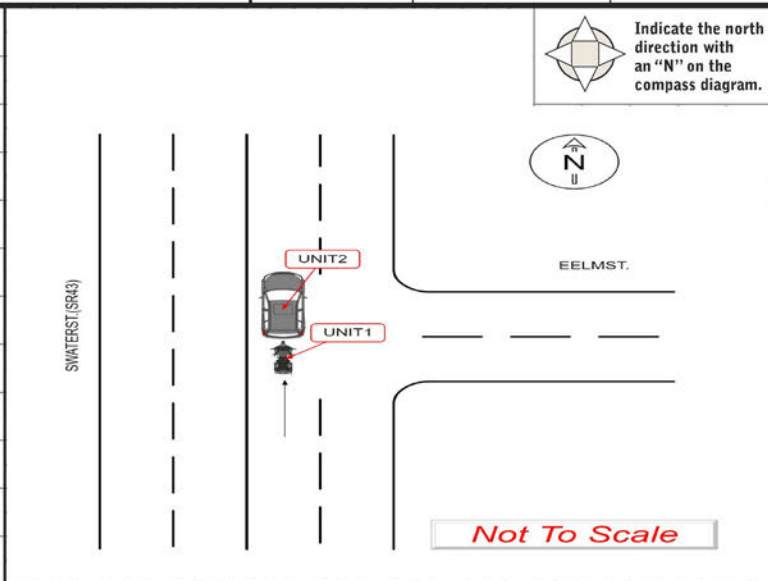 Indicate the north
direction with
an “N” on the
compass diagram.
N
UNIT2
EELMST.
SWATERST.(SR43)
UNIT1
Not To Scale